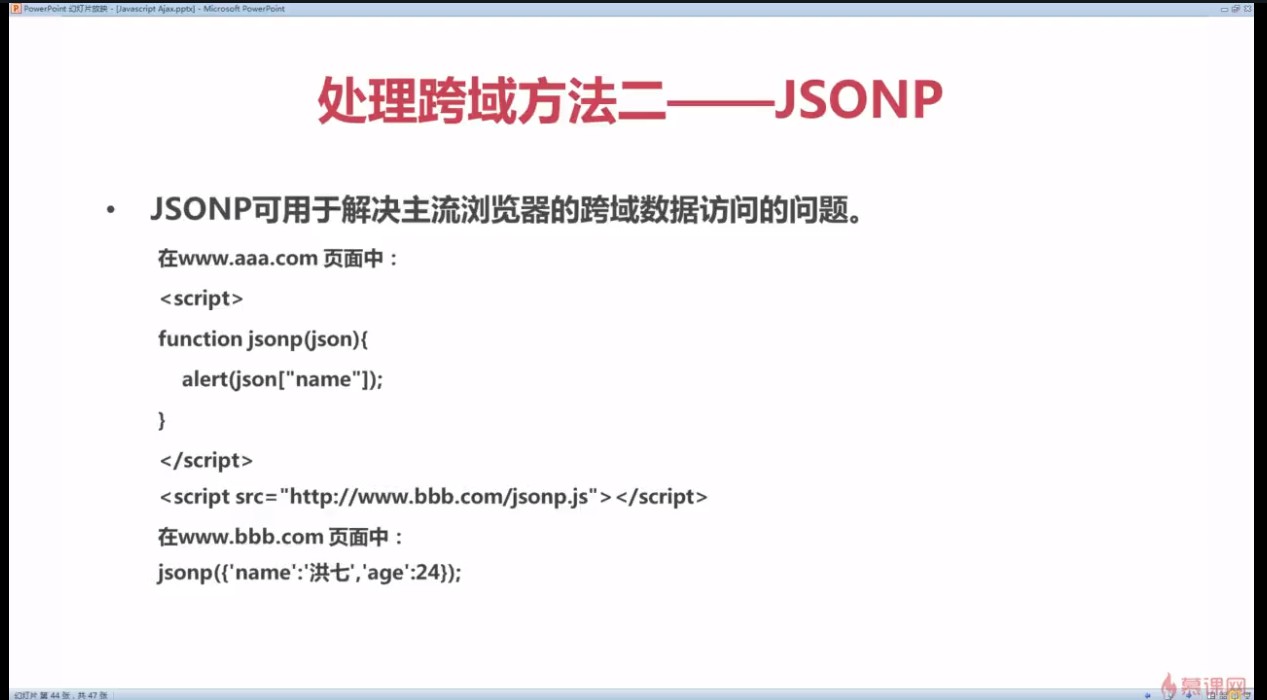 PowerPoint 幻灯片放映 - [Javascript Ajax.pptx] - Microsoft PowerPoint
处理跨域方法二——JSONP
• JSONP可用于解决主流浏览器的跨域数据访问的问题。
在www.aaa.com 页面中：
<script>
function jsonp(json){
alert(json["name"]);
}
</script>
<script src="http://www.bbb.com/jsonp.js"></script>
在www.bbb.com 页面中：
jsonp({'name':'洪七','age':24});
幻灯片 第 44 张，共 47 张
慕课网